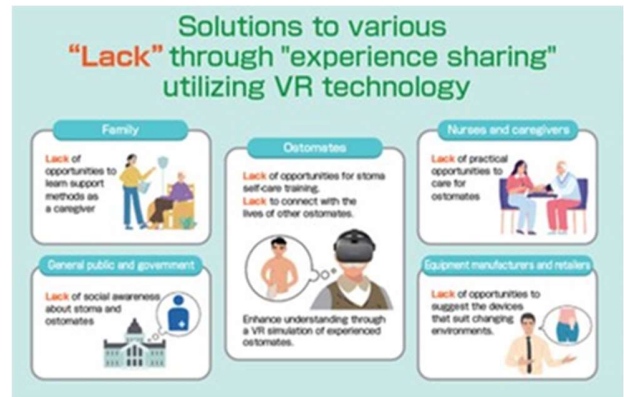 Solutions to various
“Lack” through "experience sharing"
utilizing VR technology
Family
Lack of
opportunities to
learn support
methods as
a caregiver
Ostomates
Lack of opportunities for stoma
self-care training.
Lack to connect with the
lives of other ostomates.
Enhance understanding through
a VR simulation of experienced
ostomates.
Nurses and caregivers
Lack of practical
opportunities to
care for
ostomates
General public and government
Lack of social awareness
about stoma and
ostomates
Equipment manufacturers and retailers
Lack of opportunities to
suggest the devices
that suit changing
environments.